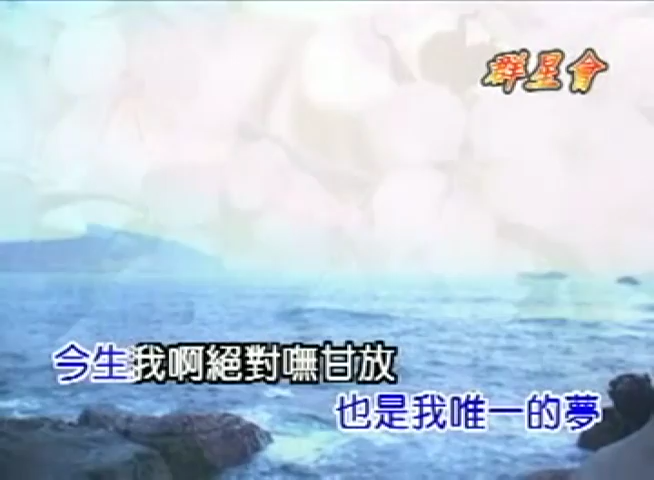 群星會
今生我啊絕對嘸甘放
也是我唯一的夢